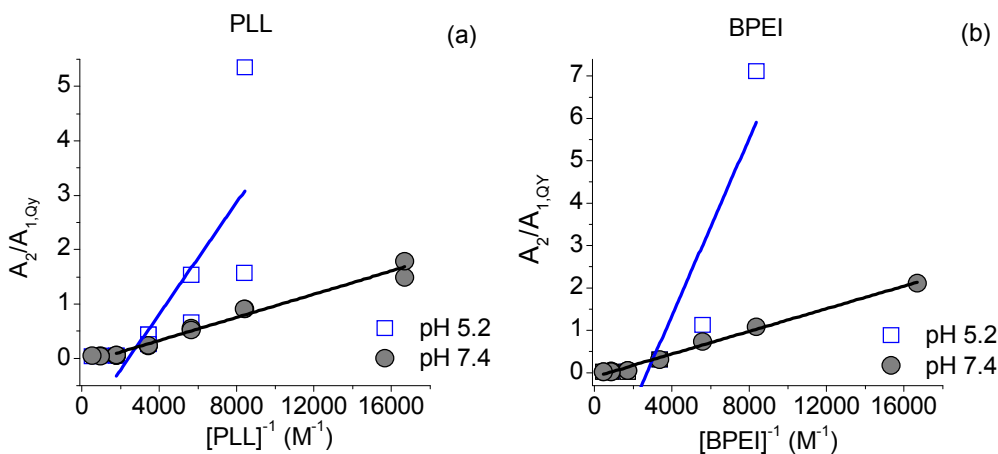 PLL
(a)
A₂/A₁,Qy
5
4
3
2
1
0
pH 5.2
pH 7.4
0 4000 8000 12000 16000
[PLL]⁻¹ (M⁻¹)
BPEI
(b)
A₂/A₁,QY
7
6
5
4
3
2
1
0
pH 5.2
pH 7.4
0 4000 8000 12000 16000
[BPEI]⁻¹ (M⁻¹)